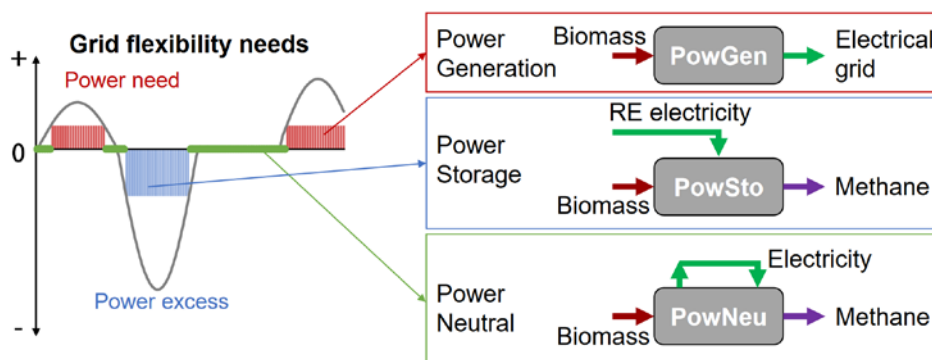 Grid flexibility needs
+
Power need
0
Power excess
-
Power
Generation
Biomass
PowGen
Electrical
grid
Power
Storage
RE electricity
Biomass
PowSto
Methane
Power
Neutral
Electricity
Biomass
PowNeu
Methane